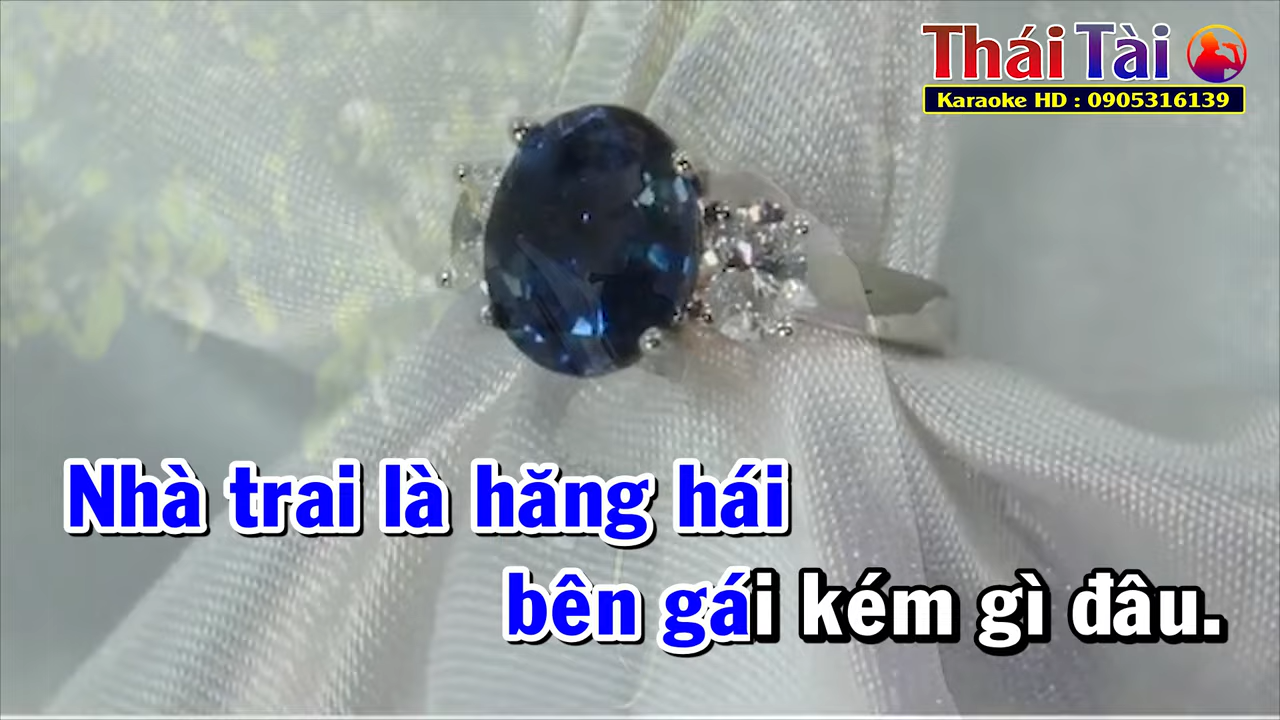 Thái Tài
Karaoke HD : 0905316139
Nhà trai là hăng hái
bên gái kém gì đâu.